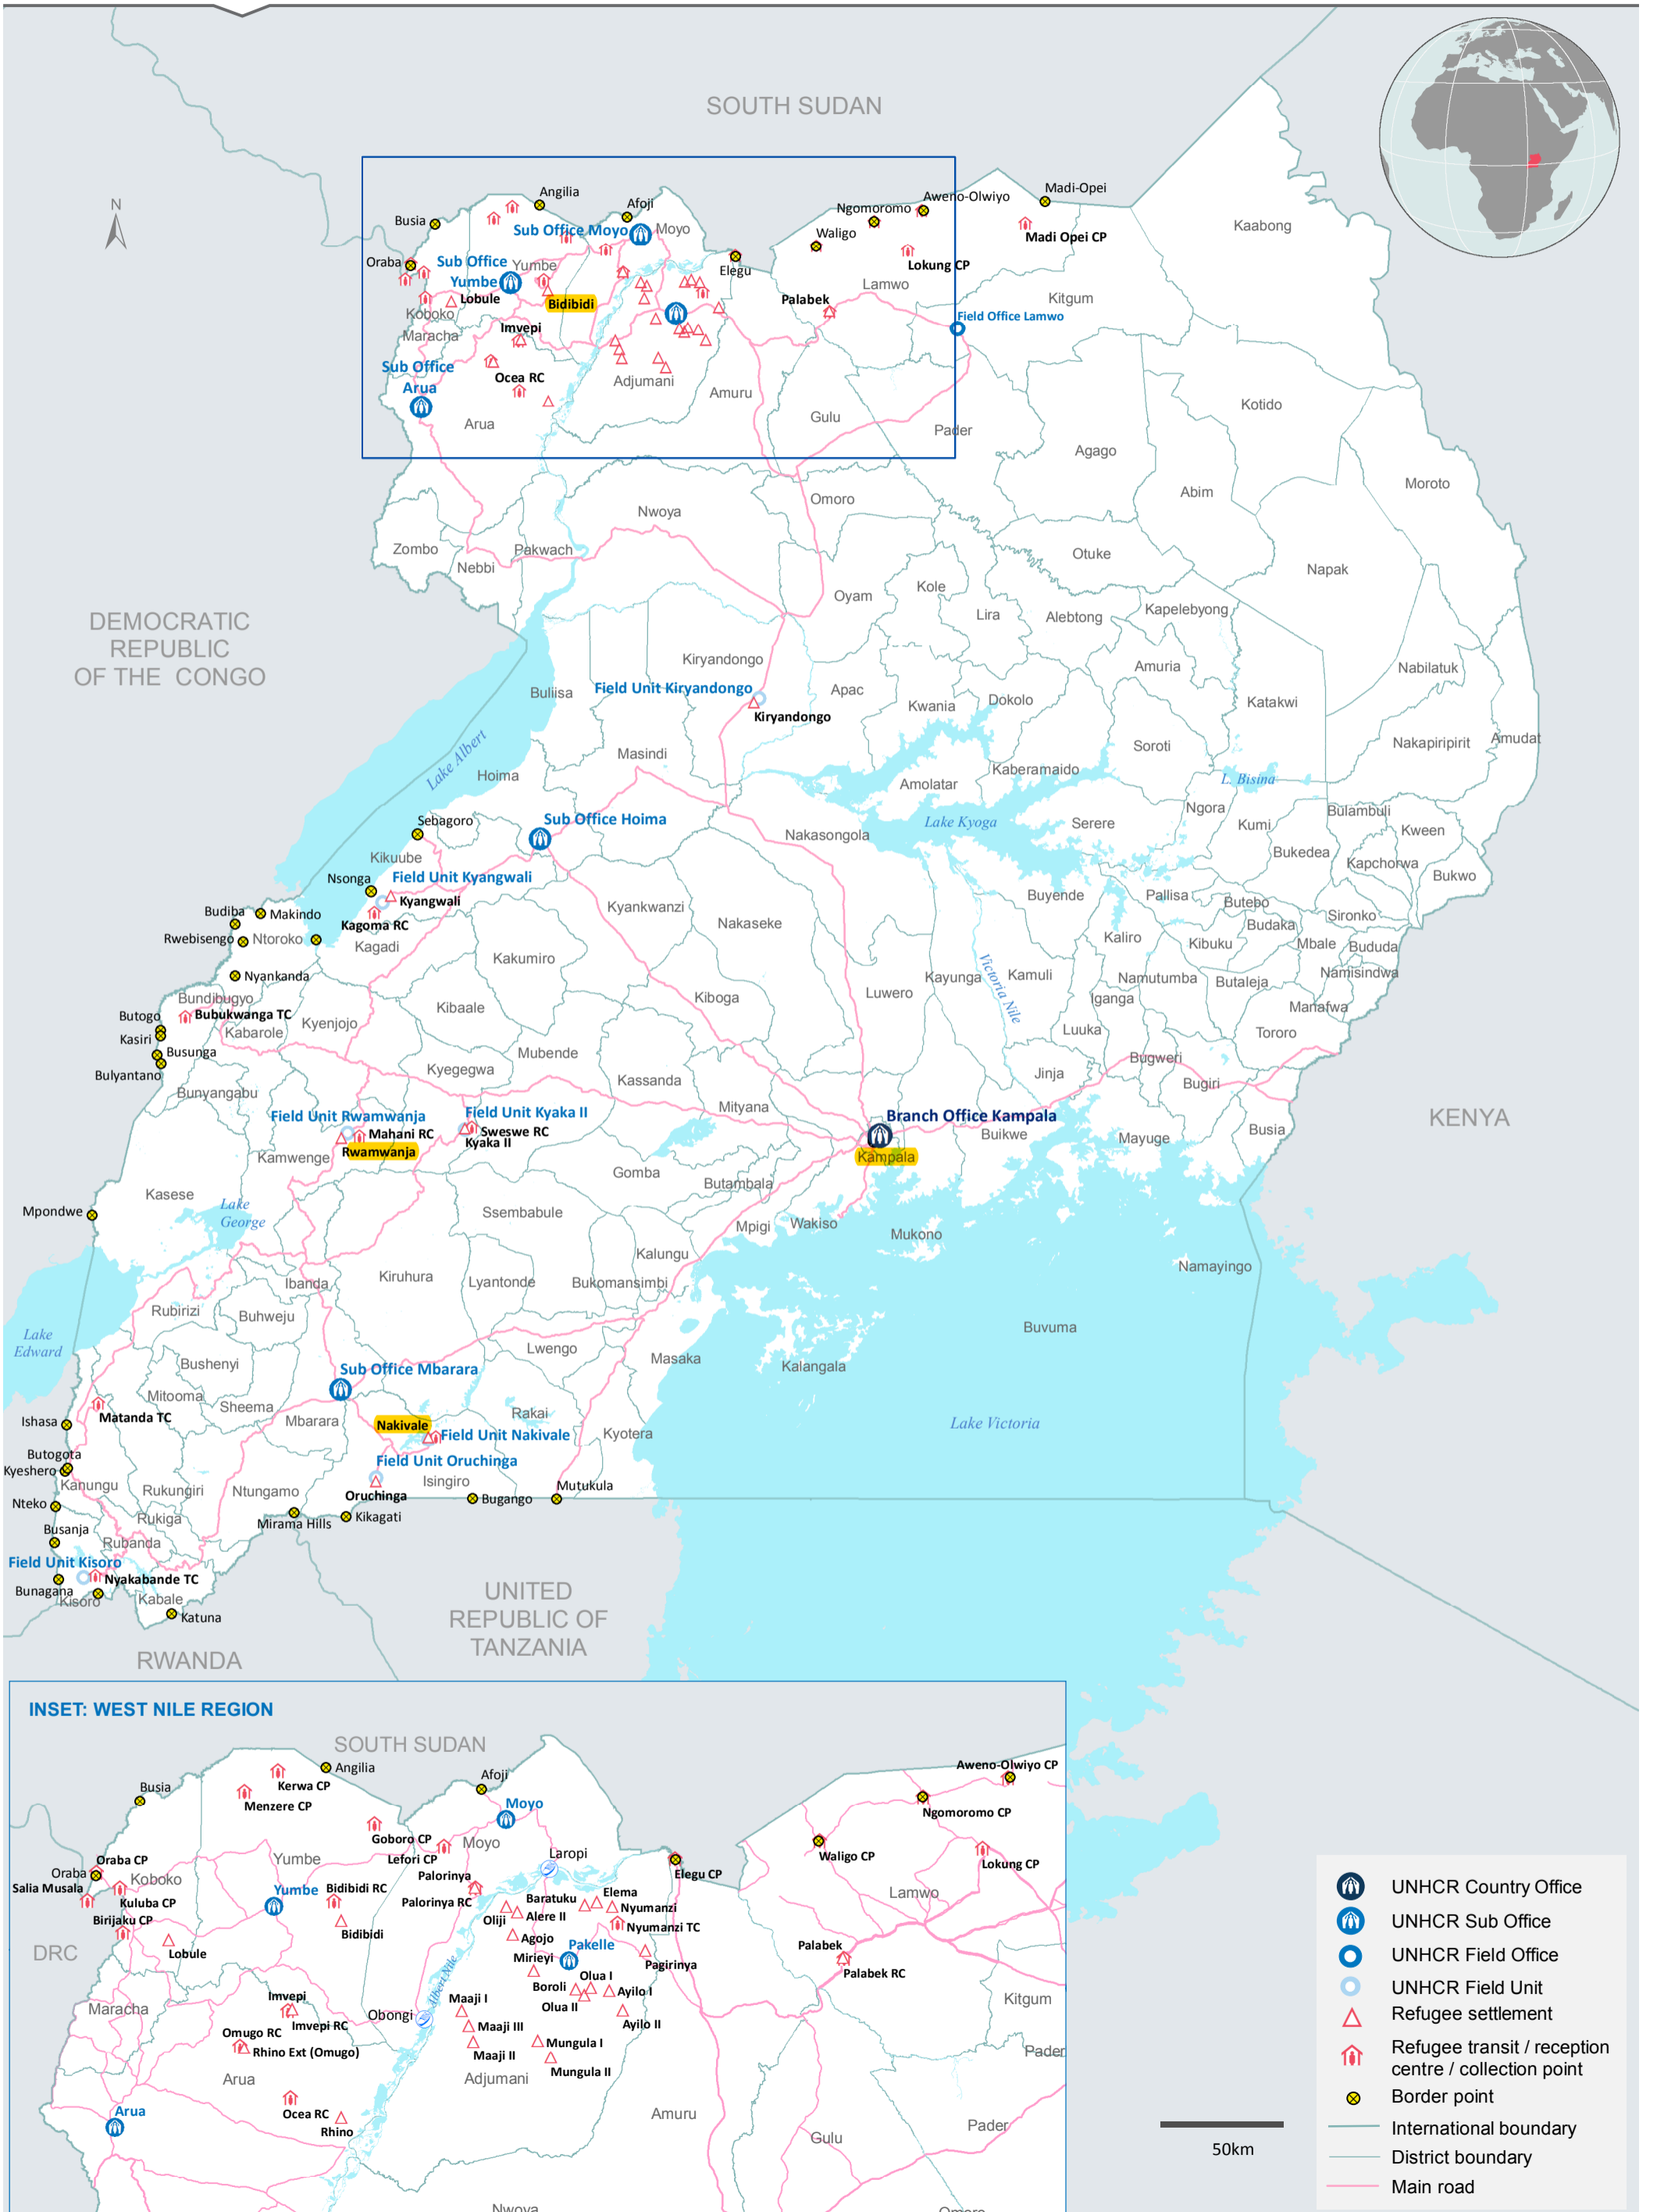 SOUTH SUDAN
Angilia
Madi-Opei
Afoji
Aweno-Olwiyo
Busia
Ngomoromo
Kaabong
Sub Office Moyo
Moyo
Waligo
Madi Opei CP
Oraba
Sub Office
Yumbe
Yumbe
Elegu
Lokung CP
Lamwo
Lobule
Bidibidi
Palabek
Kitgum
Koboko
Field Office Lamwo
Maracha
Imvepi
Sub Office
Arua
Ocea RC
Adjumani
Amuru
Kotido
Arua
Gulu
Pader
Agago
Moroto
Abim
Omoro
Nwoya
Zombo
Pakwach
Otuke
Nebbi
Napak
Kole
Oyam
Lira
Alebtong
Kapelebyong
DEMOCRATIC
REPUBLIC
OF THE CONGO
Kiryandongo
Amuria
Nabilatuk
Field Unit Kiryandongo
Buliisa
Apac
Kwania
Dokolo
Katakwi
Kiryandongo
Masindi
Soroti
Nakapiripirit
Amudat
Lake Albert
Hoima
Kaberamaido
Amolatar
L. Bisina
Sebagoro
Sub Office Hoima
Nakasongola
Lake Kyoga
Serere
Ngora
Kumi
Bulambuli
Kween
Kikuube
Bukedea
Kapchorwa
Bukwo
Nsonga
Field Unit Kyangwali
Kyangwali
Kagoma RC
Budiba
Makindo
Kyankwanzi
Nakaseke
Buyende
Pallisa
Butebo
Sironko
Budaka
Rwebisengo
Ntoroko
Kagadi
Kaliro
Kibuku
Mbale
Bududa
Kakumiro
Nyankanda
Victoria Nile
Kayunga
Kamuli
Namutumba
Butaleja
Namisindwa
Bundibugyo
Kibaale
Kiboga
Luwero
Iganga
Manafwa
Butogo
Bubukwanga TC
Kyenjojo
Kabarole
Luuka
Tororo
Kasiri
Busunga
Mubende
Bugweri
Bulyantano
Kyegegwa
Kassanda
Jinja
Bugiri
Bunyangabu
Mityana
Field Unit Rwamwanja
Field Unit Kyaka II
Branch Office Kampala
KENYA
Mahani RC
Sweswe RC
Kyaka II
Buikwe
Mayuge
Busia
Rwamwanja
Kampala
Kamwenge
Gomba
Butambala
Kasese
Lake
George
Mpondwe
Ssembabule
Mpigi
Wakiso
Mukono
Kalungu
Namayingo
Ibanda
Kiruhura
Lyantonde
Bukomansimbi
Rubirizi
Buhweju
Buvuma
Lake
Edward
Lwengo
Masaka
Kalangala
Bushenyi
Sub Office Mbarara
Mitooma
Sheema
Matanda TC
Mbarara
Nakivale
Rakai
Ishasa
Field Unit Nakivale
Kyotera
Lake Victoria
Butogota
Kyeshero
Field Unit Oruchinga
Kanungu
Rukungiri
Ntungamo
Isingiro
Oruchinga
Mutukula
Bugango
Nteko
Rukiga
Mirama Hills
Kikagati
Busanja
Rubanda
Field Unit Kisoro
Nyakabande TC
Bunagana
Kisoro
Kabale
Katuna
UNITED
REPUBLIC OF
TANZANIA
RWANDA
INSET: WEST NILE REGION
SOUTH SUDAN
Angilia
Aweno-Olwiyo CP
Kerwa CP
Afoji
Busia
Menzere CP
Moyo
Ngomoromo CP
Goboro CP
Moyo
Lefori CP
Laropi
Waligo CP
Lokung CP
Oraba CP
Oraba
Yumbe
Elegu CP
Koboko
Palorinya
Salia Musala
Kuluba CP
Yumbe
Bidibidi RC
Palorinya RC
Baratuku
Elema
Nyumanzi
Lamwo
Birijaku CP
Bidibidi
Oliji
Alere II
Nyumanzi TC
DRC
Lobule
Agojo
Pakelle
Palabek
Mirieyi
Pagirinya
Palabek RC
Albert Nile
Olua I
Boroli
Ayilo I
Imvepi
Maaji I
Olua II
Kitgum
Maracha
Imvepi RC
Obongi
Maaji III
Ayilo II
Omugo RC
Rhino Ext (Omugo)
Maaji II
Mungula I
Pader
Mungula II
Arua
Adjumani
Ocea RC
Amuru
Arua
Rhino
Gulu
Pader
Nwoya
Omoro
UNHCR Country Office
UNHCR Sub Office
UNHCR Field Office
UNHCR Field Unit
Refugee settlement
Refugee transit / reception
centre / collection point
Border point
International boundary
District boundary
Main road
50km
N